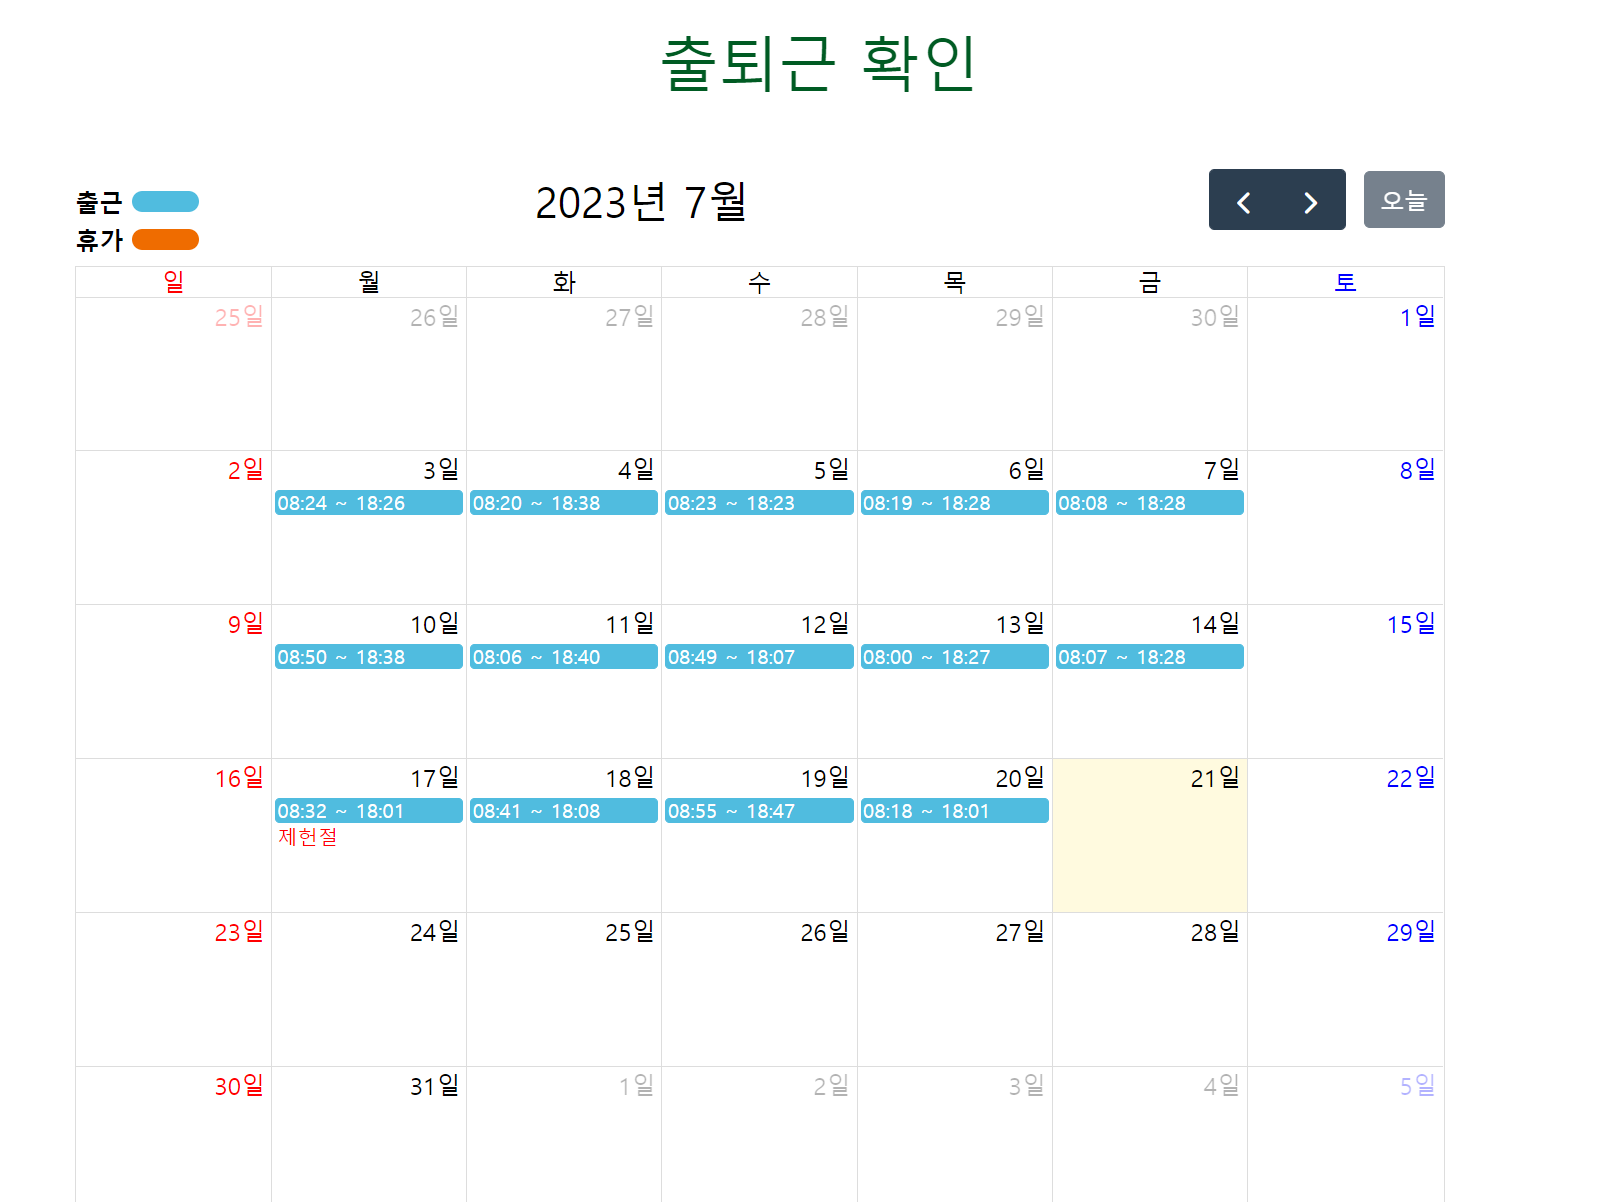 출퇴근 확인
출근
휴가
2023년 7월
오늘
일 월 화 수 목 금 토
25일 26일 27일 28일 29일 30일 1일
2일 3일 4일 5일 6일 7일 8일
08:24 ~ 18:26 08:20 ~ 18:38 08:23 ~ 18:23 08:19 ~ 18:28 08:08 ~ 18:28
9일 10일 11일 12일 13일 14일 15일
08:50 ~ 18:38 08:06 ~ 18:40 08:49 ~ 18:07 08:00 ~ 18:27 08:07 ~ 18:28
16일 17일 18일 19일 20일 21일 22일
08:32 ~ 18:01 08:41 ~ 18:08 08:55 ~ 18:47 08:18 ~ 18:01
제헌절
23일 24일 25일 26일 27일 28일 29일
30일 31일 1일 2일 3일 4일 5일